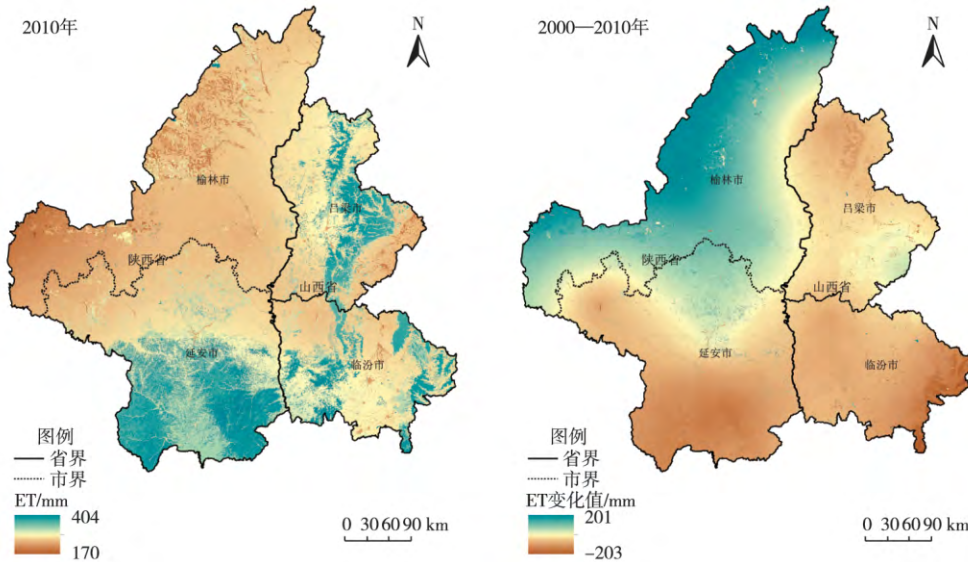 2010年
N
榆林市
吕梁市
陕西省
山西省
延安市
临汾市
图例
省界
市界
ET/mm
404
170
0 30 60 90 km
2000—2010年
N
榆林市
吕梁市
陕西省
山西省
延安市
临汾市
图例
省界
市界
ET变化值/mm
201
−203
0 30 60 90 km